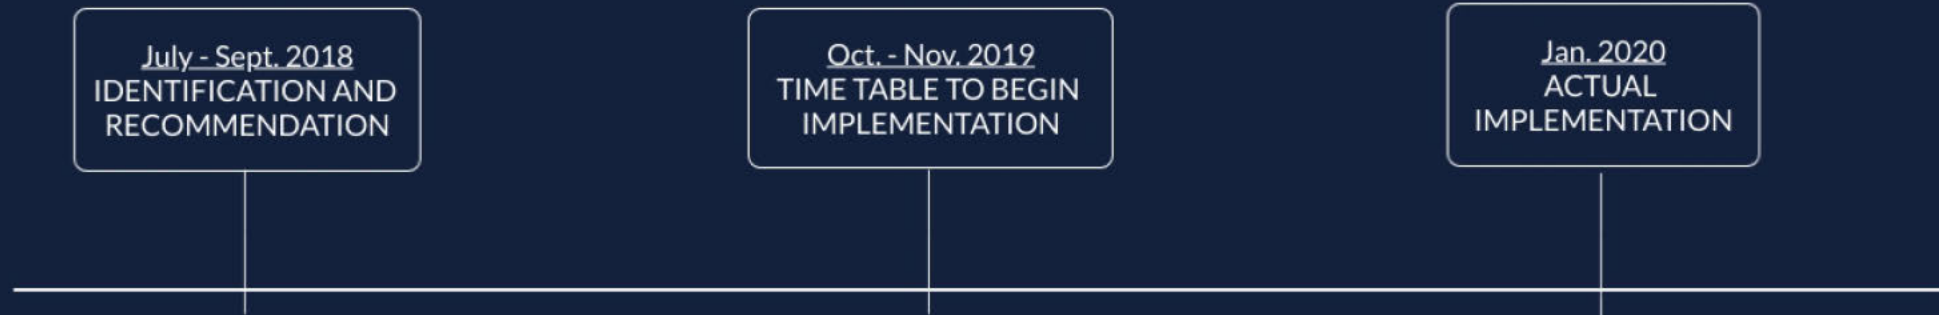 July - Sept. 2018
IDENTIFICATION AND
RECOMMENDATION
Oct. - Nov. 2019
TIME TABLE TO BEGIN
IMPLEMENTATION
Jan. 2020
ACTUAL
IMPLEMENTATION